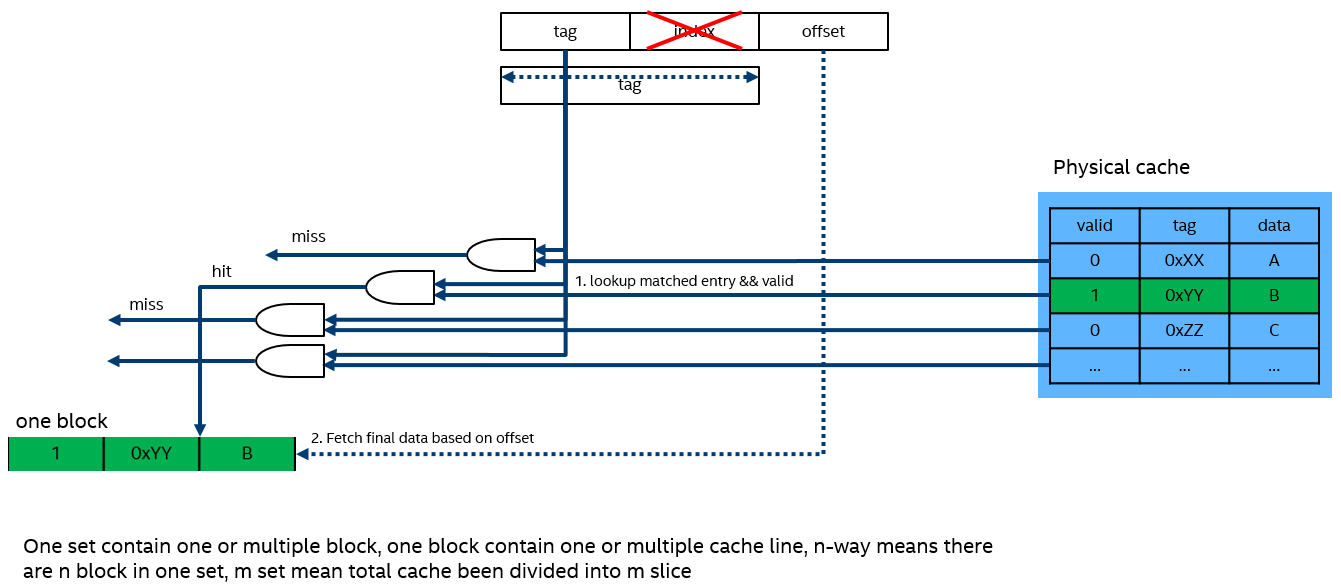 tag index offset
tag
Physical cache
valid tag data
0 0xXX A
1 0xYY B
0 0xZZ C
... ... ...
miss
hit
1. lookup matched entry && valid
miss
one block
1 0xYY B
2. Fetch final data based on offset
One set contain one or multiple block, one block contain one or multiple cache line, n-way means there
are n block in one set, m set mean total cache been divided into m slice